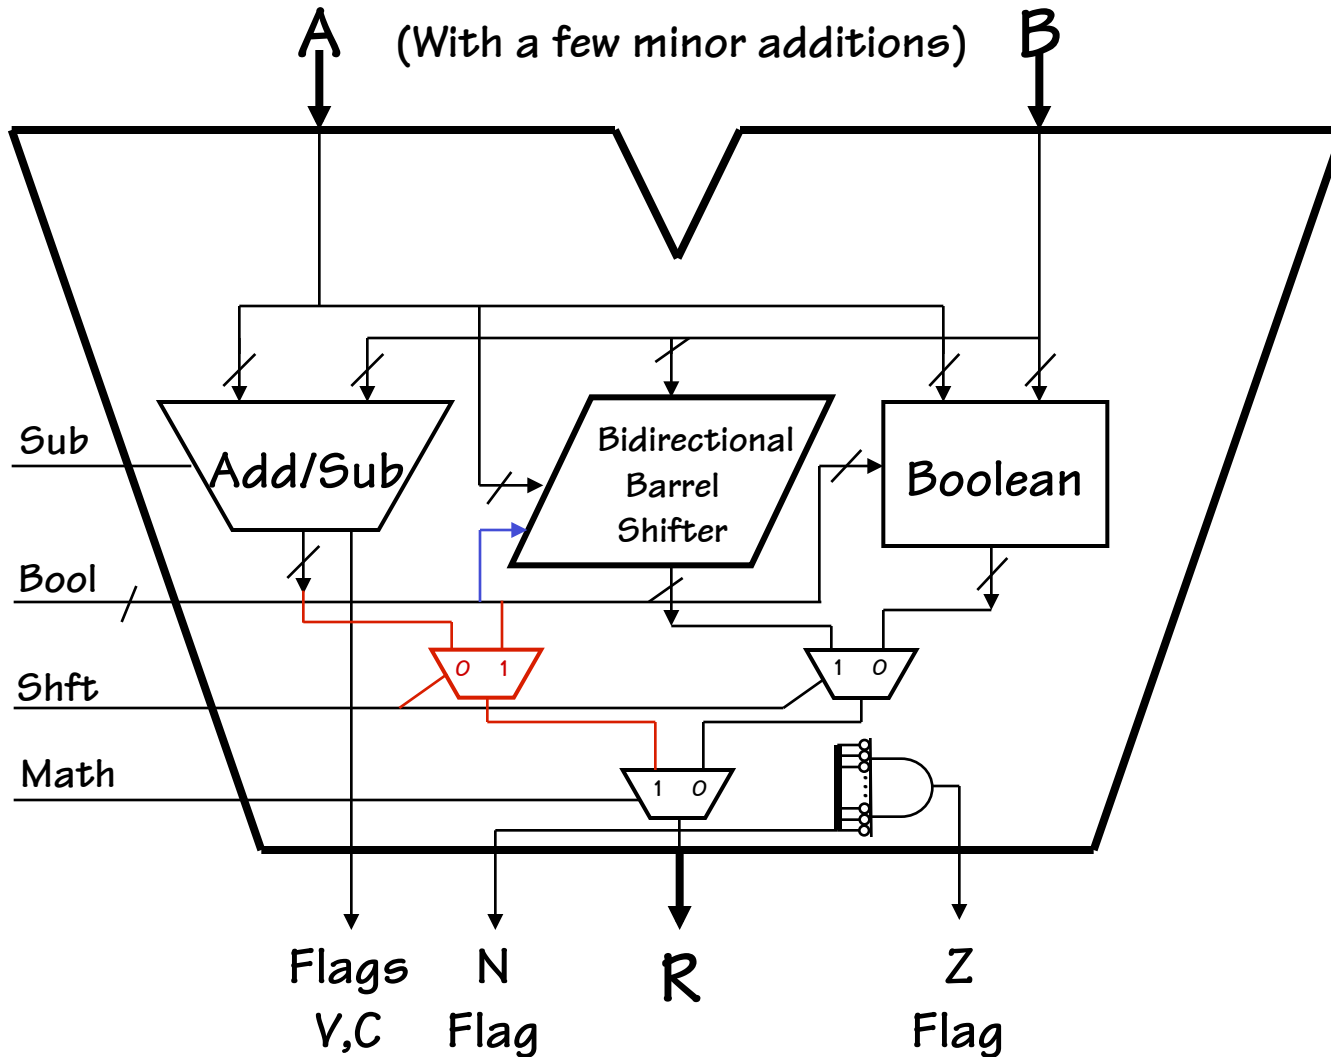 A (With a few minor additions) B
Sub
Add/Sub
Bidirectional
Barrel
Shifter
Boolean
Bool
0 1
1 0
Shft
Math
1 0
Flags
V,C
N
Flag
R
Z
Flag